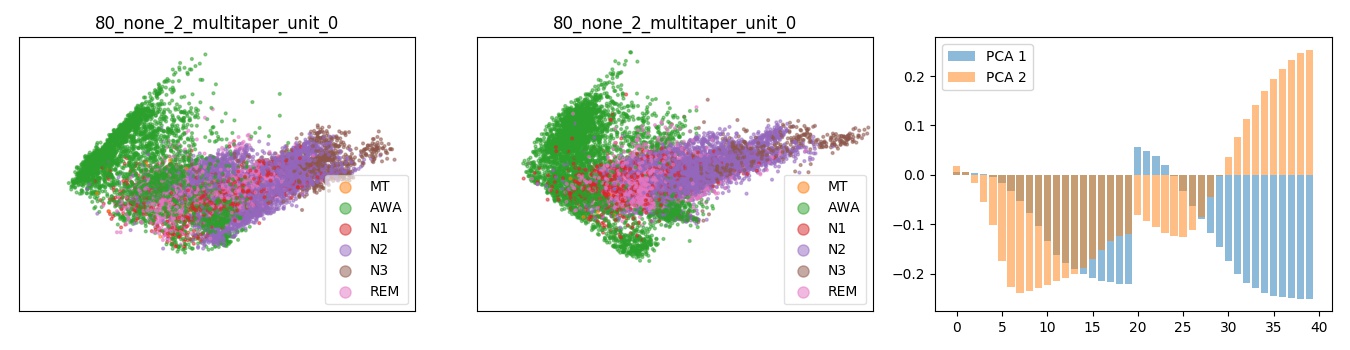 80_none_2_multitaper_unit_0
MT
AWA
N1
N2
N3
REM
80_none_2_multitaper_unit_0
MT
AWA
N1
N2
N3
REM
PCA 1
PCA 2
0.2
0.1
0.0
−0.1
−0.2
0 5 10 15 20 25 30 35 40